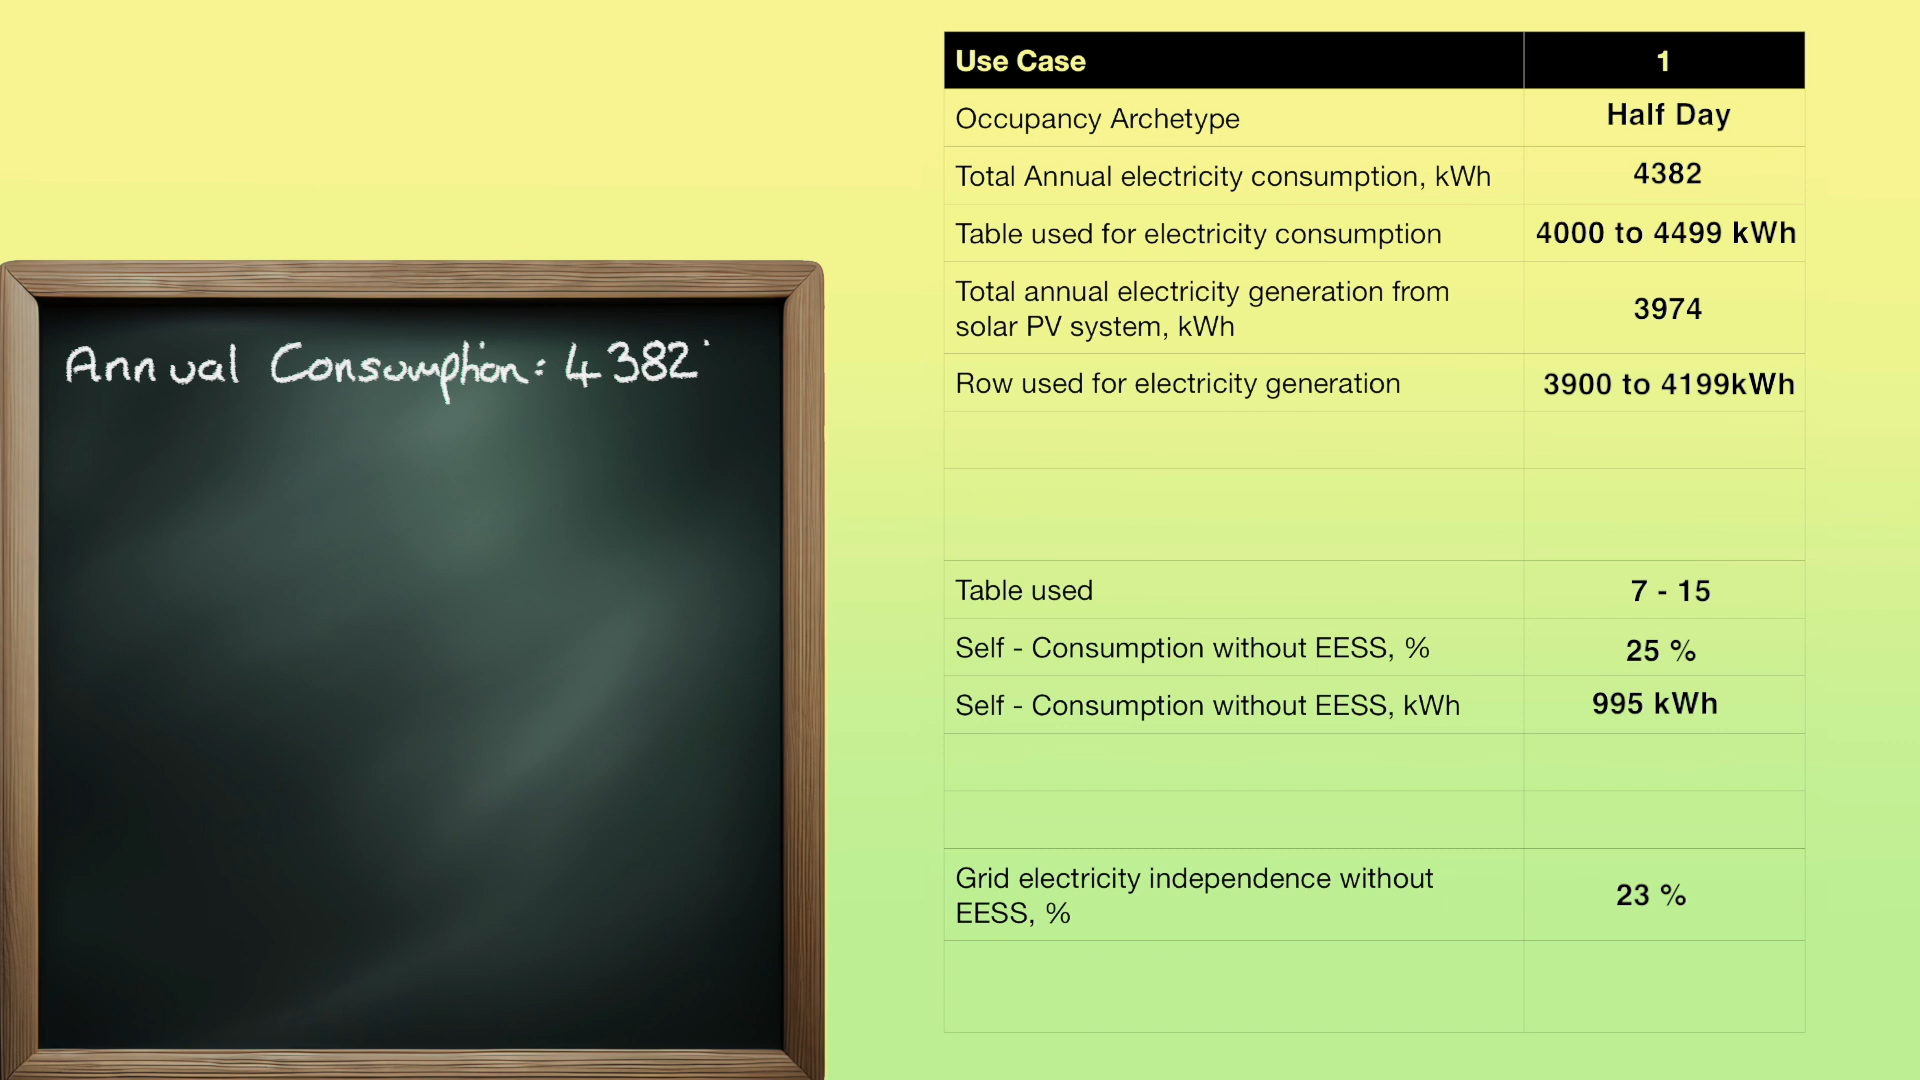 Annual Consumption: 4382
Use Case 1
Occupancy Archetype Half Day
Total Annual electricity consumption, kWh 4382
Table used for electricity consumption 4000 to 4499 kWh
Total annual electricity generation from
solar PV system, kWh 3974
Row used for electricity generation 3900 to 4199kWh
Table used 7 - 15
Self - Consumption without EESS, % 25 %
Self - Consumption without EESS, kWh 995 kWh
Grid electricity independence without
EESS, % 23 %